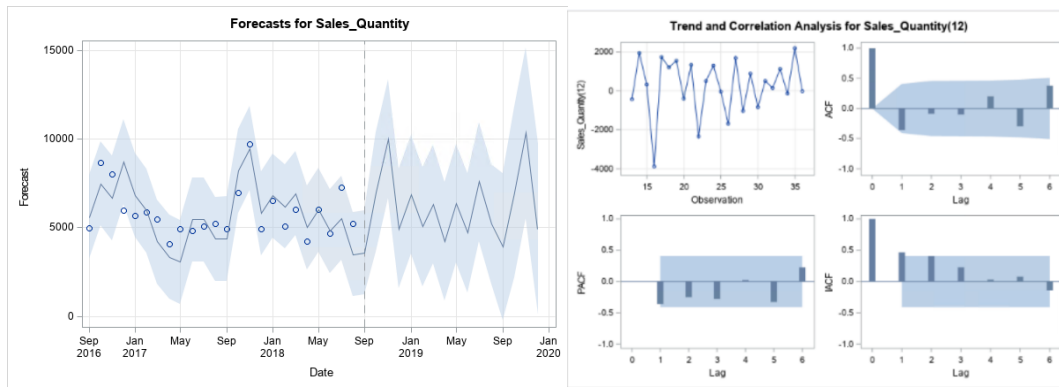 Forecasts for Sales_Quantity
15000
10000
5000
0
Forecast
Sep Jan May Sep Jan May Sep Jan May Sep Jan
2016 2017 2018 2019 2020
Date
Trend and Correlation Analysis for Sales_Quantity(12)
2000
0
-2000
-4000
Sales_Quantity(12)
15 20 25 30 35
Observation
1.0
0.5
0.0
-0.5
-1.0
ACF
0 1 2 3 4 5 6
Lag
1.0
0.5
0.0
-0.5
-1.0
PACF
0 1 2 3 4 5 6
Lag
1.0
0.5
0.0
-0.5
-1.0
IACF
0 1 2 3 4 5 6
Lag